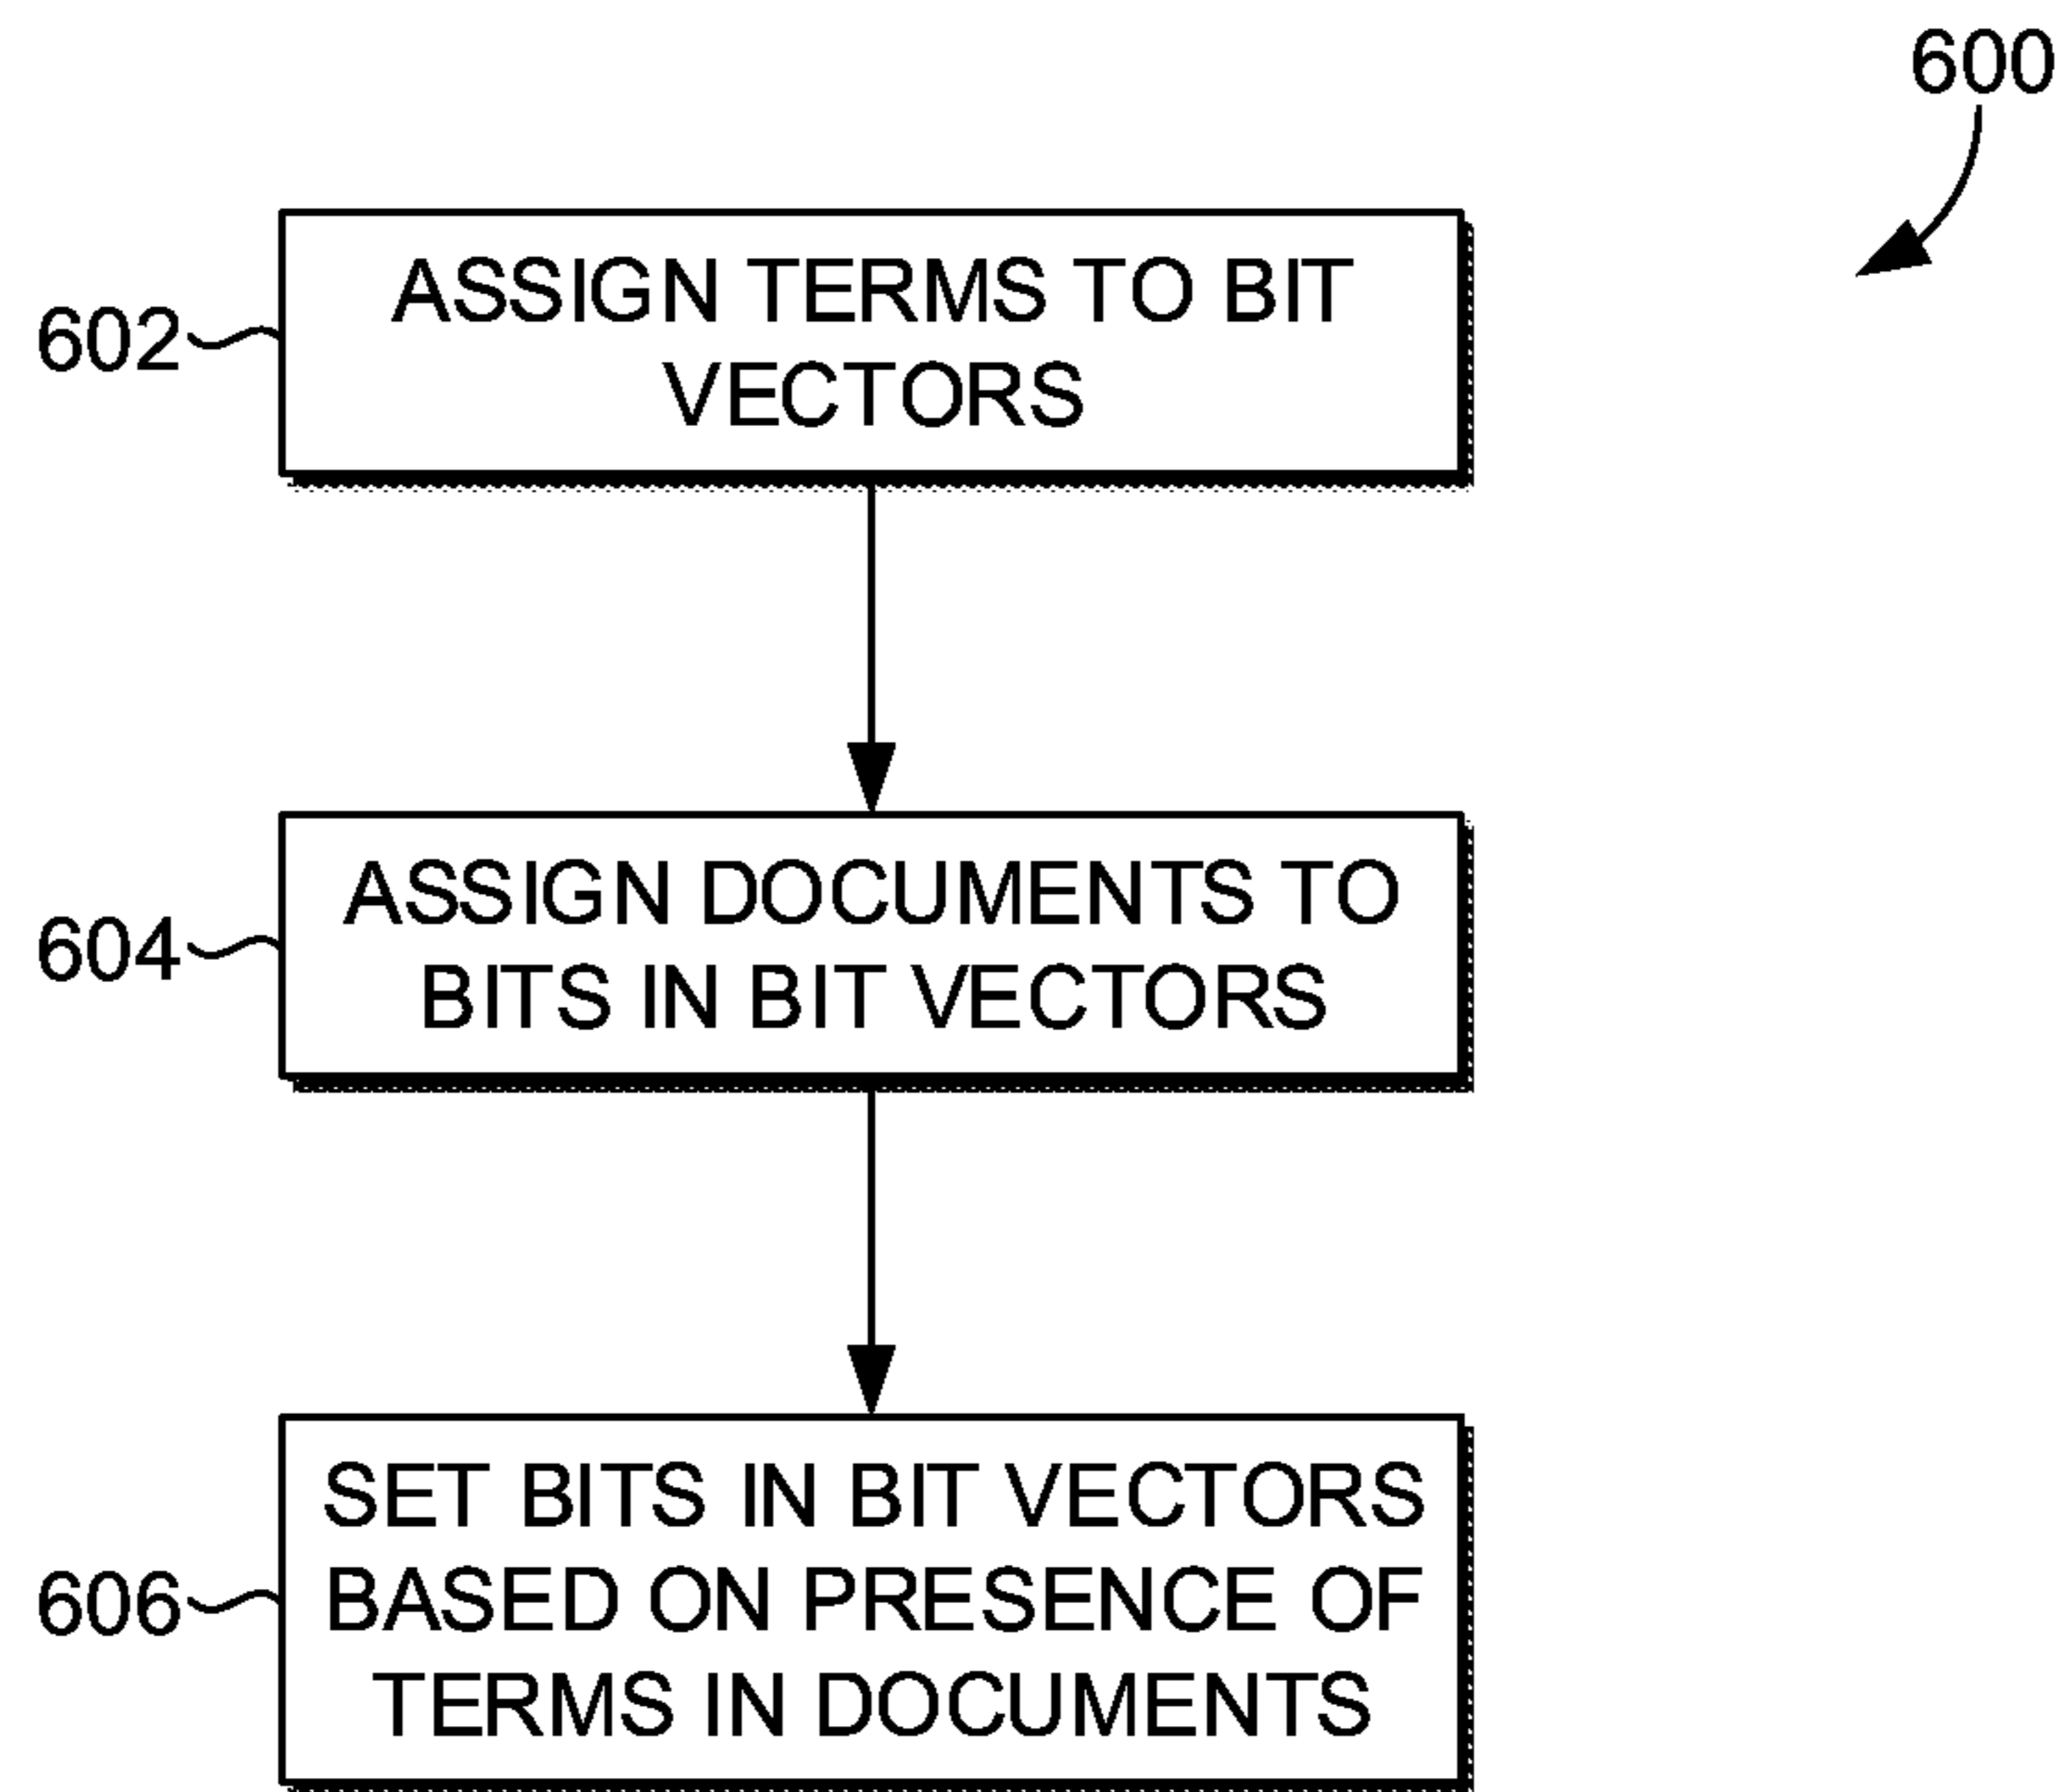 600
602
ASSIGN TERMS TO BIT
VECTORS
604
ASSIGN DOCUMENTS TO
BITS IN BIT VECTORS
606
SET BITS IN BIT VECTORS
BASED ON PRESENCE OF
TERMS IN DOCUMENTS